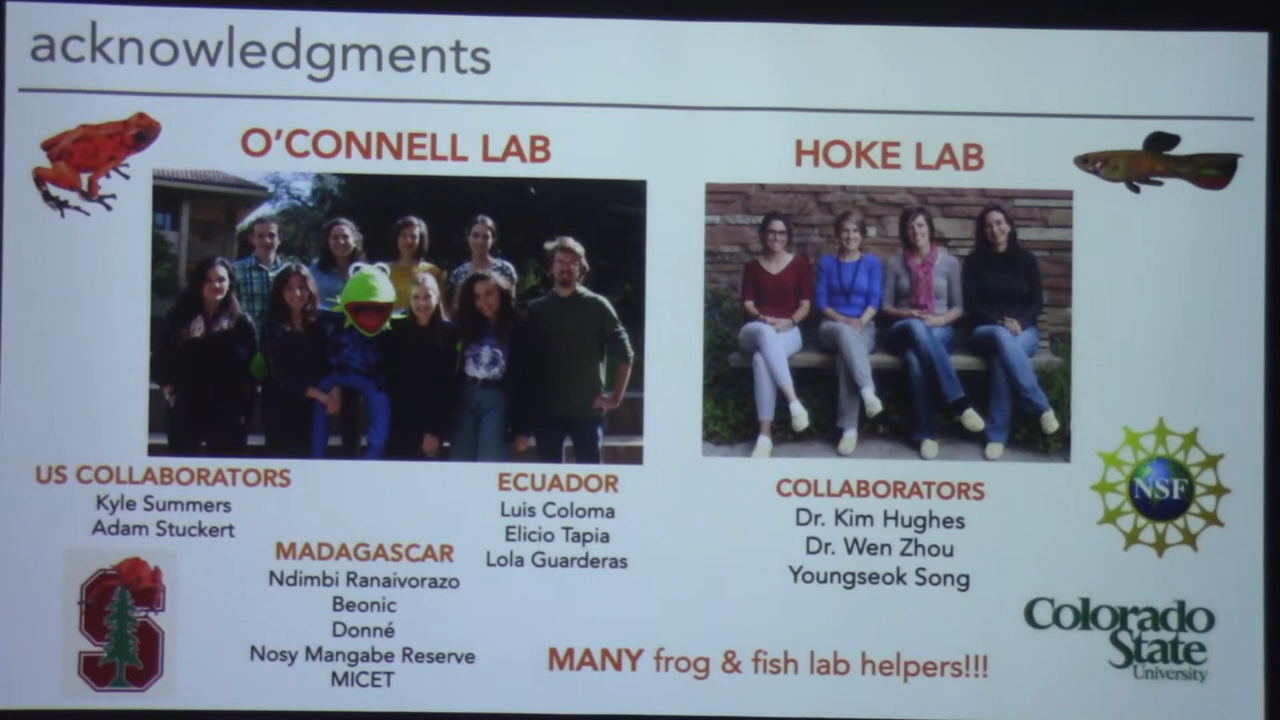 acknowledgments
O'CONNELL LAB
HOKE LAB
US COLLABORATORS
Kyle Summers
Adam Stuckert
MADAGASCAR
Ndimbi Ranaivorazo
Beonic
Donné
Nosy Mangabe Reserve
MICET
ECUADOR
Luis Coloma
Elicio Tapia
Lola Guarderas
COLLABORATORS
Dr. Kim Hughes
Dr. Wen Zhou
Youngseok Song
MANY frog & fish lab helpers!!!
NSF
Colorado
State
University
S